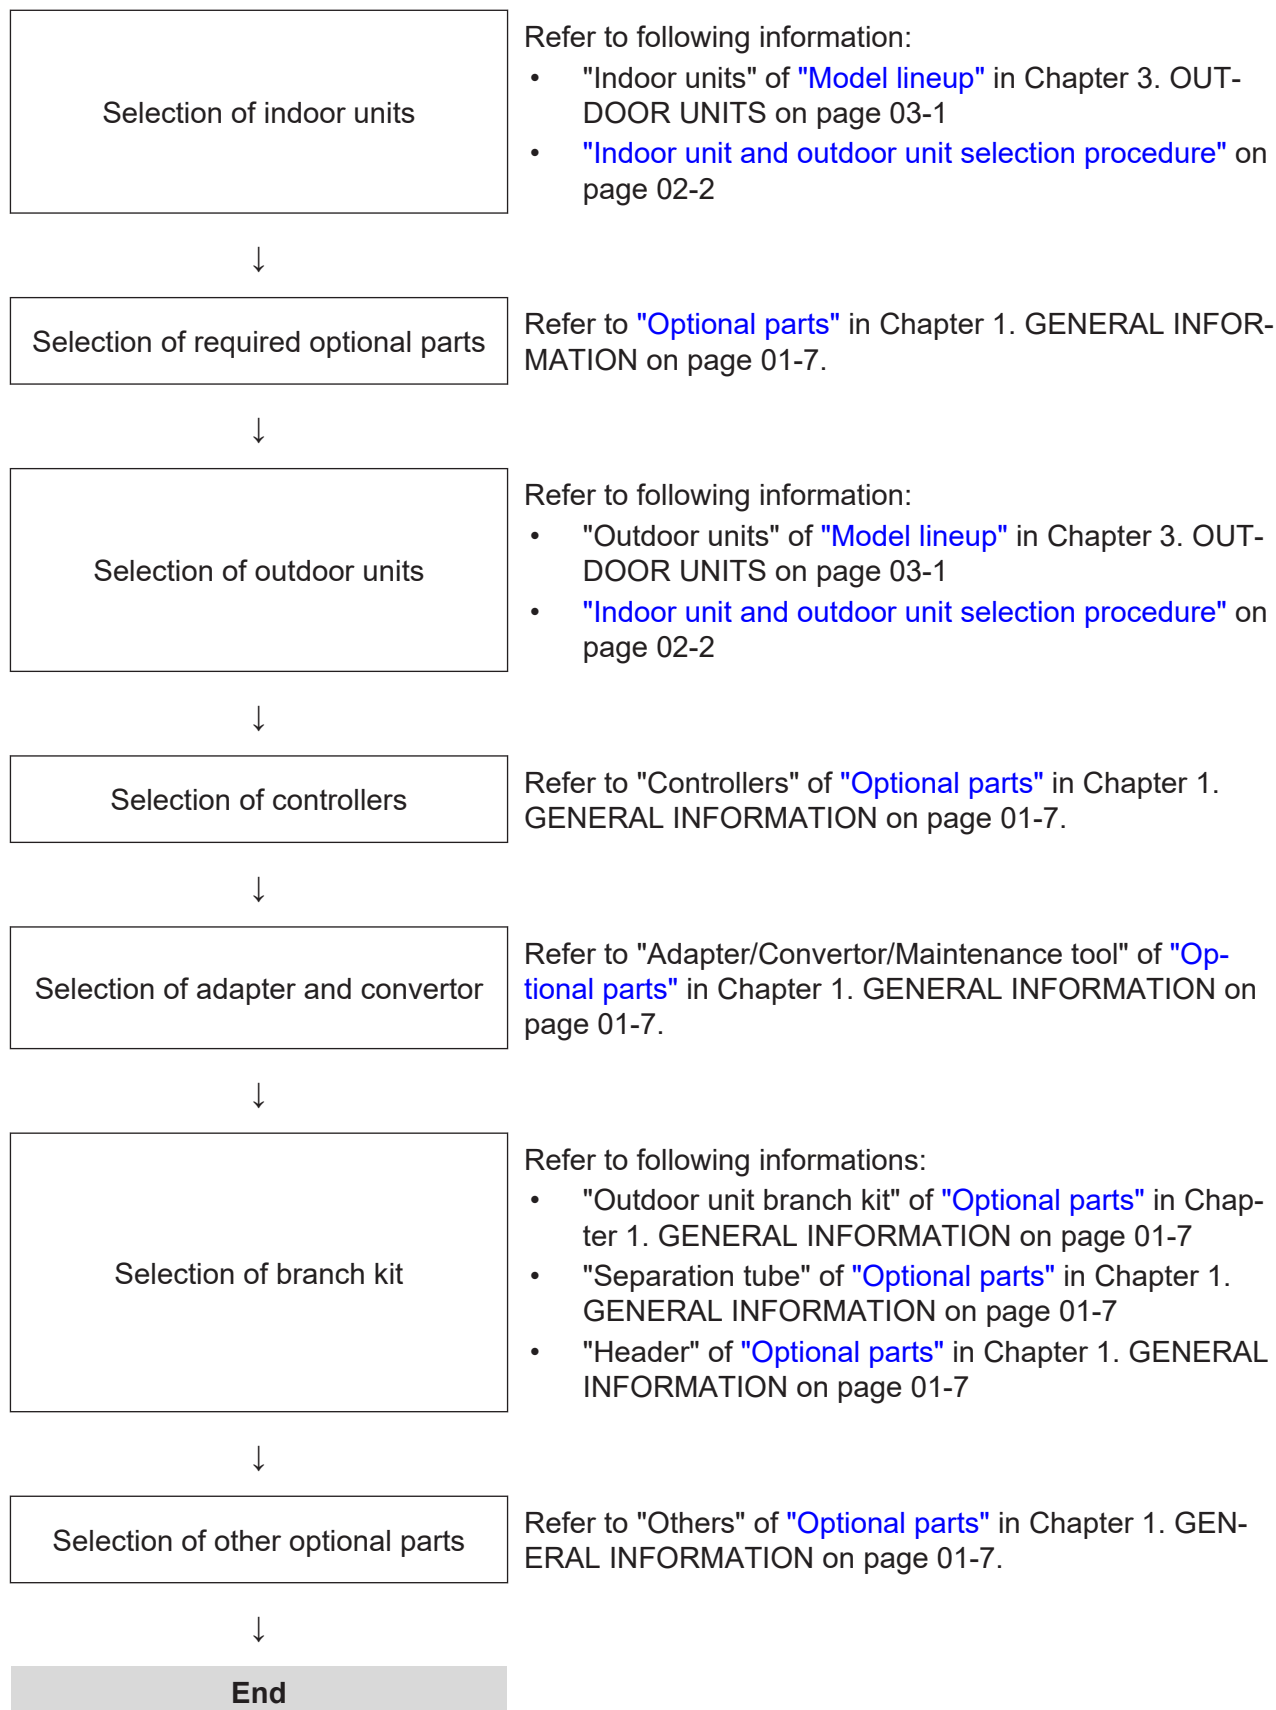 Selection of indoor units
Refer to following information:
• "Indoor units" of "Model lineup" in Chapter 3. OUT-
DOOR UNITS on page 03-1
• "Indoor unit and outdoor unit selection procedure" on
page 02-2
↓
Selection of required optional parts
Refer to "Optional parts" in Chapter 1. GENERAL INFOR-
MATION on page 01-7.
↓
Selection of outdoor units
Refer to following information:
• "Outdoor units" of "Model lineup" in Chapter 3. OUT-
DOOR UNITS on page 03-1
• "Indoor unit and outdoor unit selection procedure" on
page 02-2
↓
Selection of controllers
Refer to "Controllers" of "Optional parts" in Chapter 1.
GENERAL INFORMATION on page 01-7.
↓
Selection of adapter and convertor
Refer to "Adapter/Convertor/Maintenance tool" of "Op-
tional parts" in Chapter 1. GENERAL INFORMATION on
page 01-7.
↓
Selection of branch kit
Refer to following informations:
• "Outdoor unit branch kit" of "Optional parts" in Chap-
ter 1. GENERAL INFORMATION on page 01-7
• "Separation tube" of "Optional parts" in Chapter 1.
GENERAL INFORMATION on page 01-7
• "Header" of "Optional parts" in Chapter 1. GENERAL
INFORMATION on page 01-7
↓
Selection of other optional parts
Refer to "Others" of "Optional parts" in Chapter 1. GEN-
ERAL INFORMATION on page 01-7.
↓
End